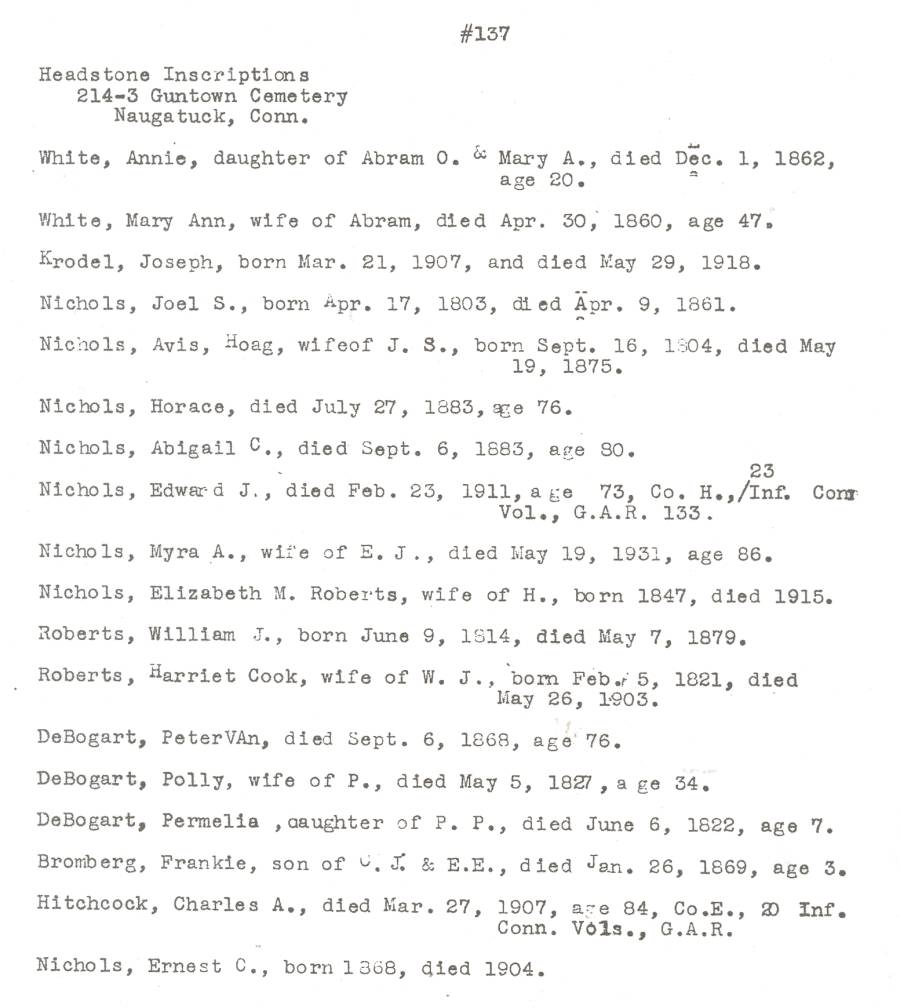 #137
Headstone Inscriptions
214-3 Guntown Cemetery
Naugatuck, Conn.
White, Annie, daughter of Abram O. & Mary A., died Dec. 1, 1862,
age 20.
White, Mary Ann, wife of Abram, died Apr. 30, 1860, age 47.
Krodel, Joseph, born Mar. 21, 1907, and died May 29, 1918.
Nichols, Joel S., born Apr. 17, 1803, died Apr. 9, 1861.
Nichols, Avis, Hoag, wifeof J. S., born Sept. 16, 1804, died May
19, 1875.
Nichols, Horace, died July 27, 1883, age 76.
Nichols, Abigail C., died Sept. 6, 1883, age 80.
23
Nichols, Edward J., died Feb. 23, 1911, age 73, Co. H.,/Inf. Conn
Vol., G.A.R. 133.
Nichols, Myra A., wife of E. J., died May 19, 1931, age 86.
Nichols, Elizabeth M. Roberts, wife of H., born 1847, died 1915.
Roberts, William J., born June 9, 1814, died May 7, 1879.
Roberts, Harriet Cook, wife of W. J., born Feb. 5, 1821, died
May 26, 1903.
DeBogart, PeterVAn, died Sept. 6, 1868, age 76.
DeBogart, Polly, wife of P., died May 5, 1827, age 34.
DeBogart, Permelia ,daughter of P. P., died June 6, 1822, age 7.
Bromberg, Frankie, son of C. J. & E.E., died Jan. 26, 1869, age 3.
Hitchcock, Charles A., died Mar. 27, 1907, age 84, Co.E., 20 Inf.
Conn. Vols., G.A.R.
Nichols, Ernest C., born 1868, died 1904.